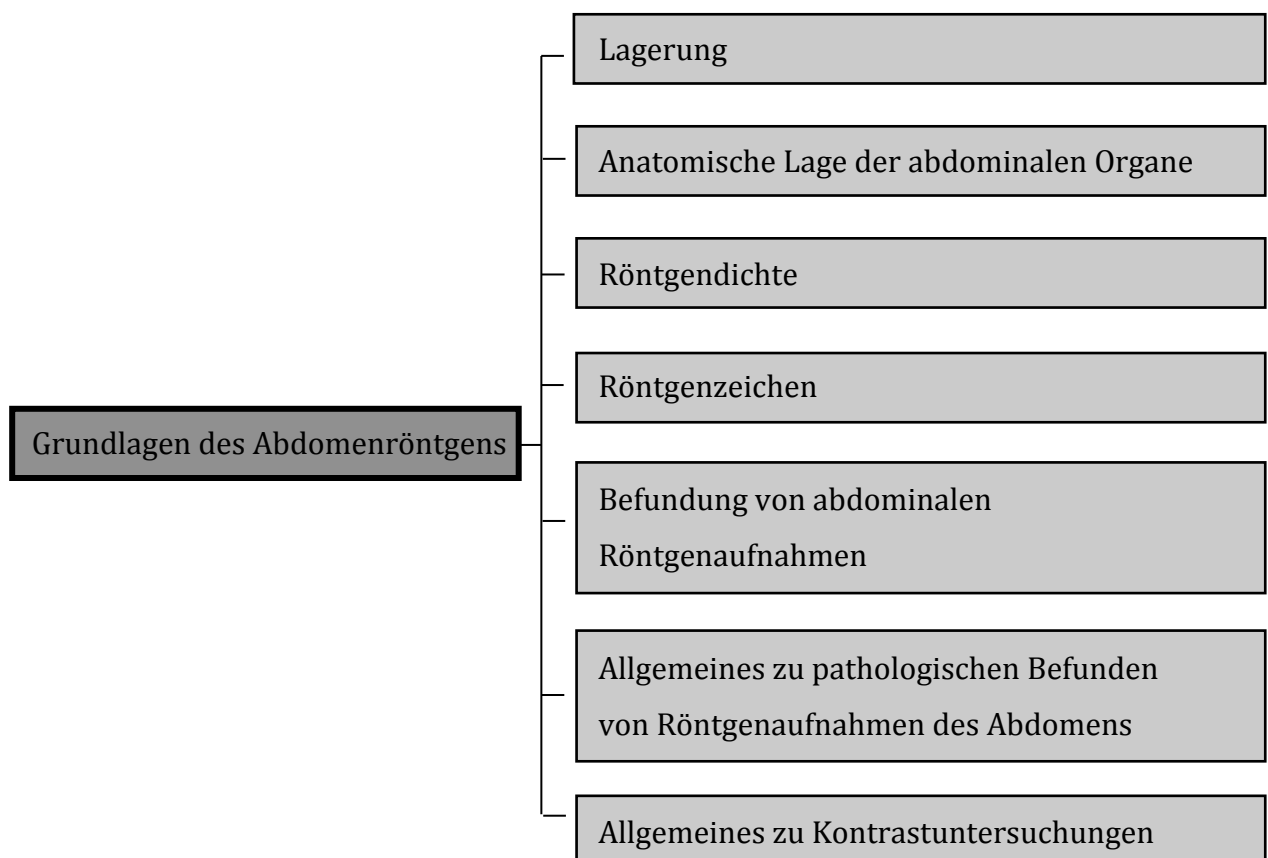 Lagerung
Anatomische Lage der abdominalen Organe
Röntgendichte
Röntgenzeichen
Grundlagen des Abdomenröntgens
Befundung von abdominalen
Röntgenaufnahmen
Allgemeines zu pathologischen Befunden
von Röntgenaufnahmen des Abdomens
Allgemeines zu Kontrastuntersuchungen